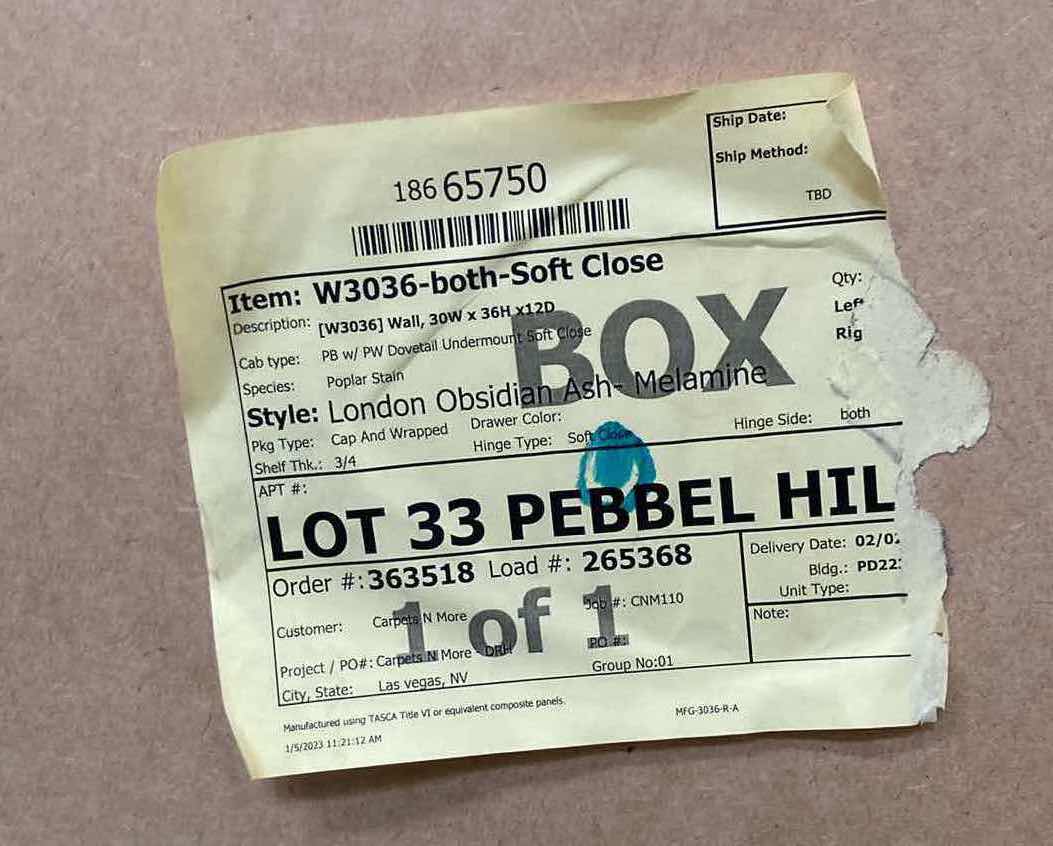 Ship Date:
Ship Method:
TBD
186 65750
Item: W3036-both-Soft Close
Description: [W3036] Wall, 30W x 36H x12D
Qty:
Left
Cab type: PB w/ PW Dovetail Undermount Soft Close
Rig
BOX
Species: Poplar Stain
Style: London Obsidian Ash- Melamine
Pkg Type: Cap And Wrapped Drawer Color:
Hinge Side: both
Shelf Thk.: 3/4 Hinge Type: Soft Close
APT #:
LOT 33 PEBBEL HIL
Order #: 363518 Load #: 265368
Delivery Date: 02/0
Bldg.: PD22
Unit Type:
Note:
Customer: Carpets N More Job #: CNM110
1 of 1
PO #:
Project / PO#: Carpets N More DRH
Group No:01
City, State: Las vegas, NV
Manufactured using TASCA Title VI or equivalent composite panels.
MFG-3036-R-A
1/5/2023 11:21:12 AM